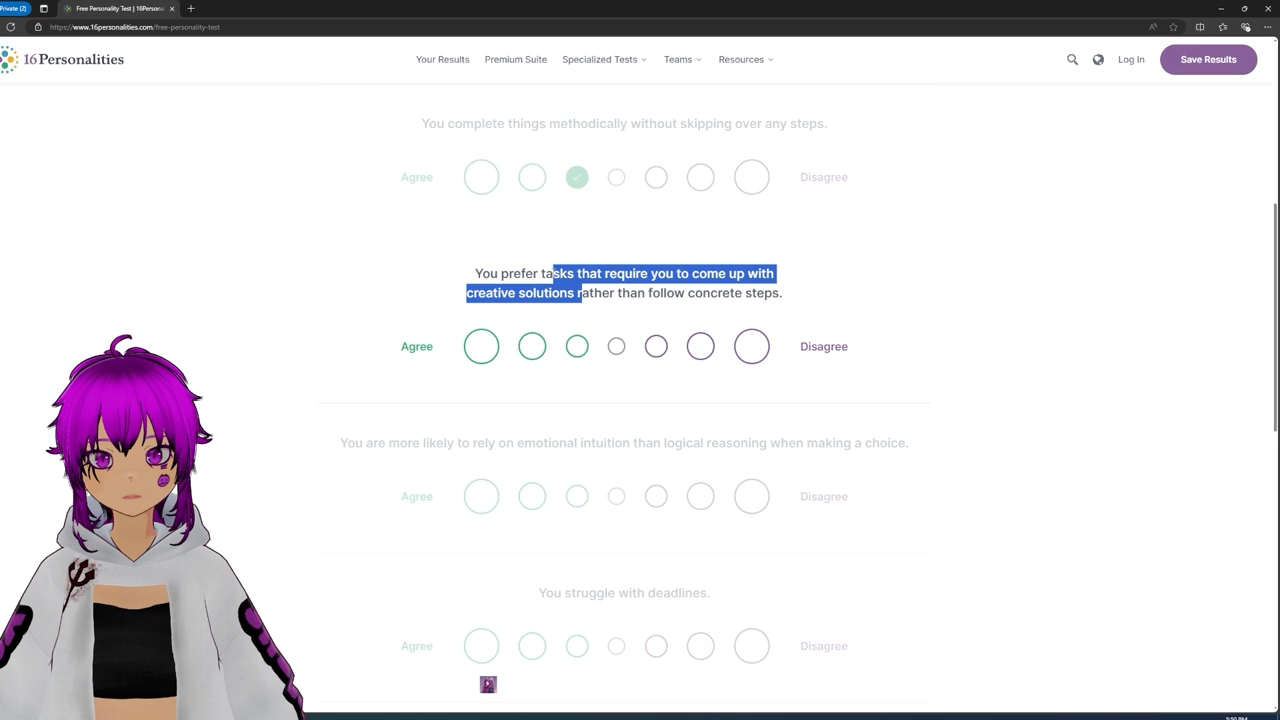 Private (2)
Free Personality Test | 16Personal
https://www.16personalities.com/free-personality-test
16Personalities
Your Results
Premium Suite
Specialized Tests
Teams
Resources
Log In
Save Results
You complete things methodically without skipping over any steps.
Agree
Disagree
You prefer tasks that require you to come up with
creative solutions rather than follow concrete steps.
Agree
Disagree
You are more likely to rely on emotional intuition than logical reasoning when making a choice.
Agree
Disagree
You struggle with deadlines.
Agree
Disagree